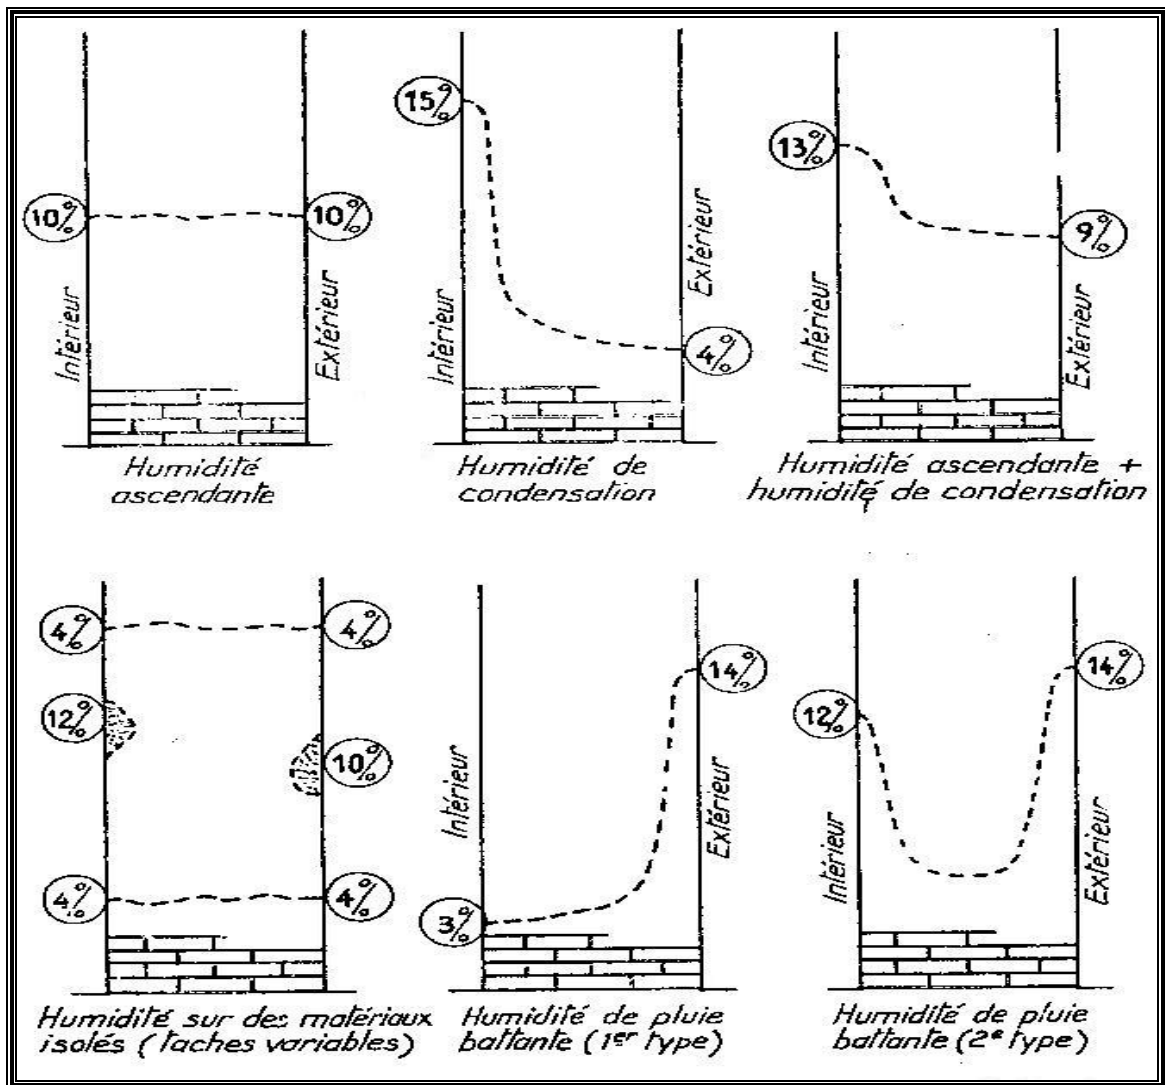 10%
10%
Intérieur
Extérieur
Humidité
ascendante
15%
4%
Intérieur
Extérieur
Humidité de
condensation
13%
9%
Intérieur
Extérieur
Humidité ascendante +
humidité de condensation
4%
4%
12%
10%
4%
4%
Humidité sur des matériaux
isolés (taches variables)
14%
3%
Intérieur
Extérieur
Humidité de pluie
battante (1er type)
12%
14%
Intérieur
Extérieur
Humidité de pluie
battante (2e type)